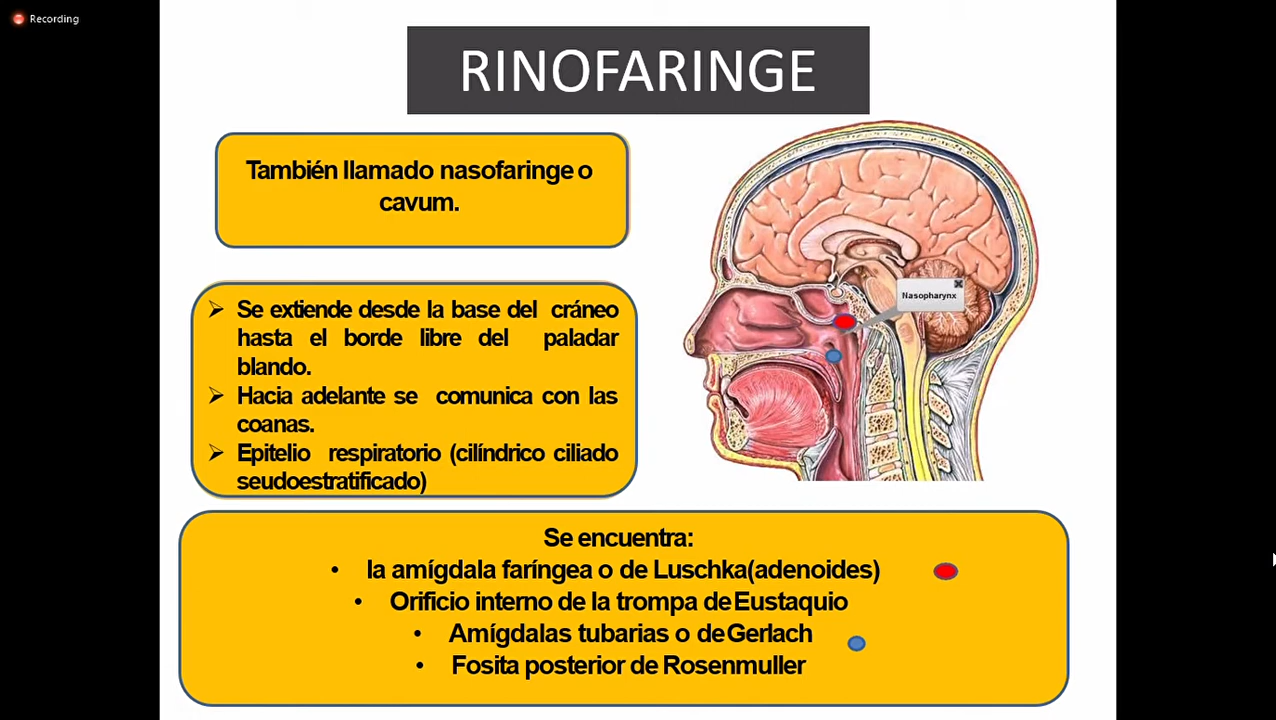 Recording
RINOFARINGE
También llamado nasofaringe o
cavum.
➢ Se extiende desde la base del cráneo
hasta el borde libre del paladar
blando.
➢ Hacia adelante se comunica con las
coanas.
➢ Epitelio respiratorio (cilíndrico ciliado
seudoestratificado)
Nasopharynx
Se encuentra:
• la amígdala faríngea o de Luschka(adenoides)
• Orificio interno de la trompa de Eustaquio
• Amígdalas tubarias o de Gerlach
• Fosita posterior de Rosenmuller